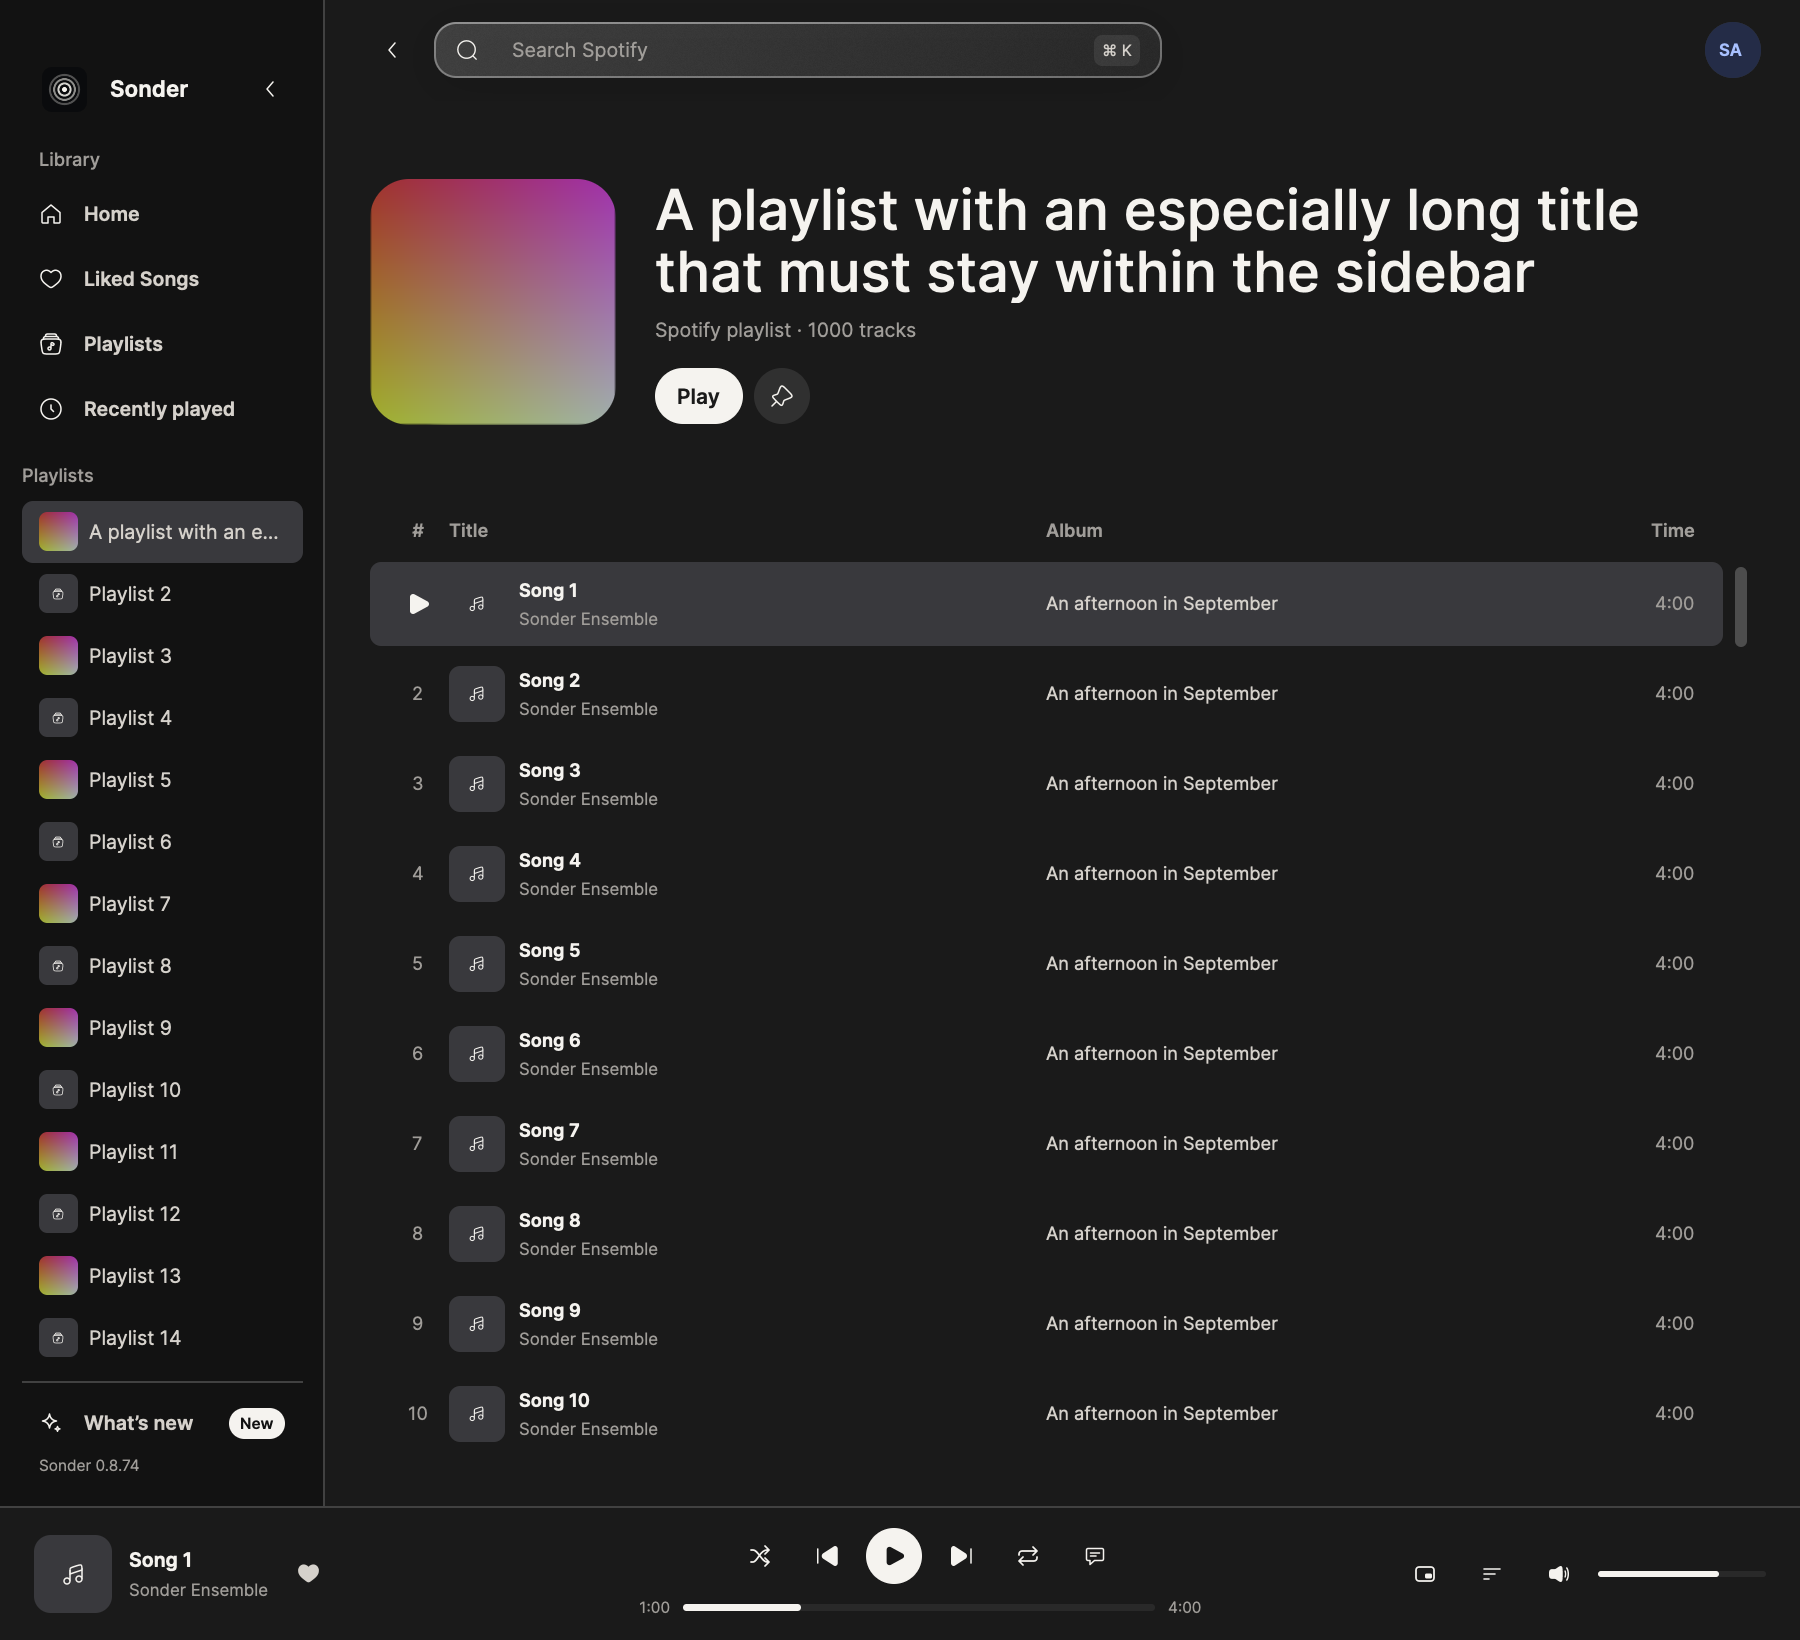 Search Spotify
⌘ K
SA
Sonder
Library
Home
Liked Songs
Playlists
Recently played
Playlists
A playlist with an e...
Playlist 2
Playlist 3
Playlist 4
Playlist 5
Playlist 6
Playlist 7
Playlist 8
Playlist 9
Playlist 10
Playlist 11
Playlist 12
Playlist 13
Playlist 14
What’s new
New
Sonder 0.8.74
A playlist with an especially long title
that must stay within the sidebar
Spotify playlist · 1000 tracks
Play
# Title Album Time
Song 1
Sonder Ensemble
An afternoon in September
4:00
2
Song 2
Sonder Ensemble
An afternoon in September
4:00
3
Song 3
Sonder Ensemble
An afternoon in September
4:00
4
Song 4
Sonder Ensemble
An afternoon in September
4:00
5
Song 5
Sonder Ensemble
An afternoon in September
4:00
6
Song 6
Sonder Ensemble
An afternoon in September
4:00
7
Song 7
Sonder Ensemble
An afternoon in September
4:00
8
Song 8
Sonder Ensemble
An afternoon in September
4:00
9
Song 9
Sonder Ensemble
An afternoon in September
4:00
10
Song 10
Sonder Ensemble
An afternoon in September
4:00
Song 1
Sonder Ensemble
1:00
4:00